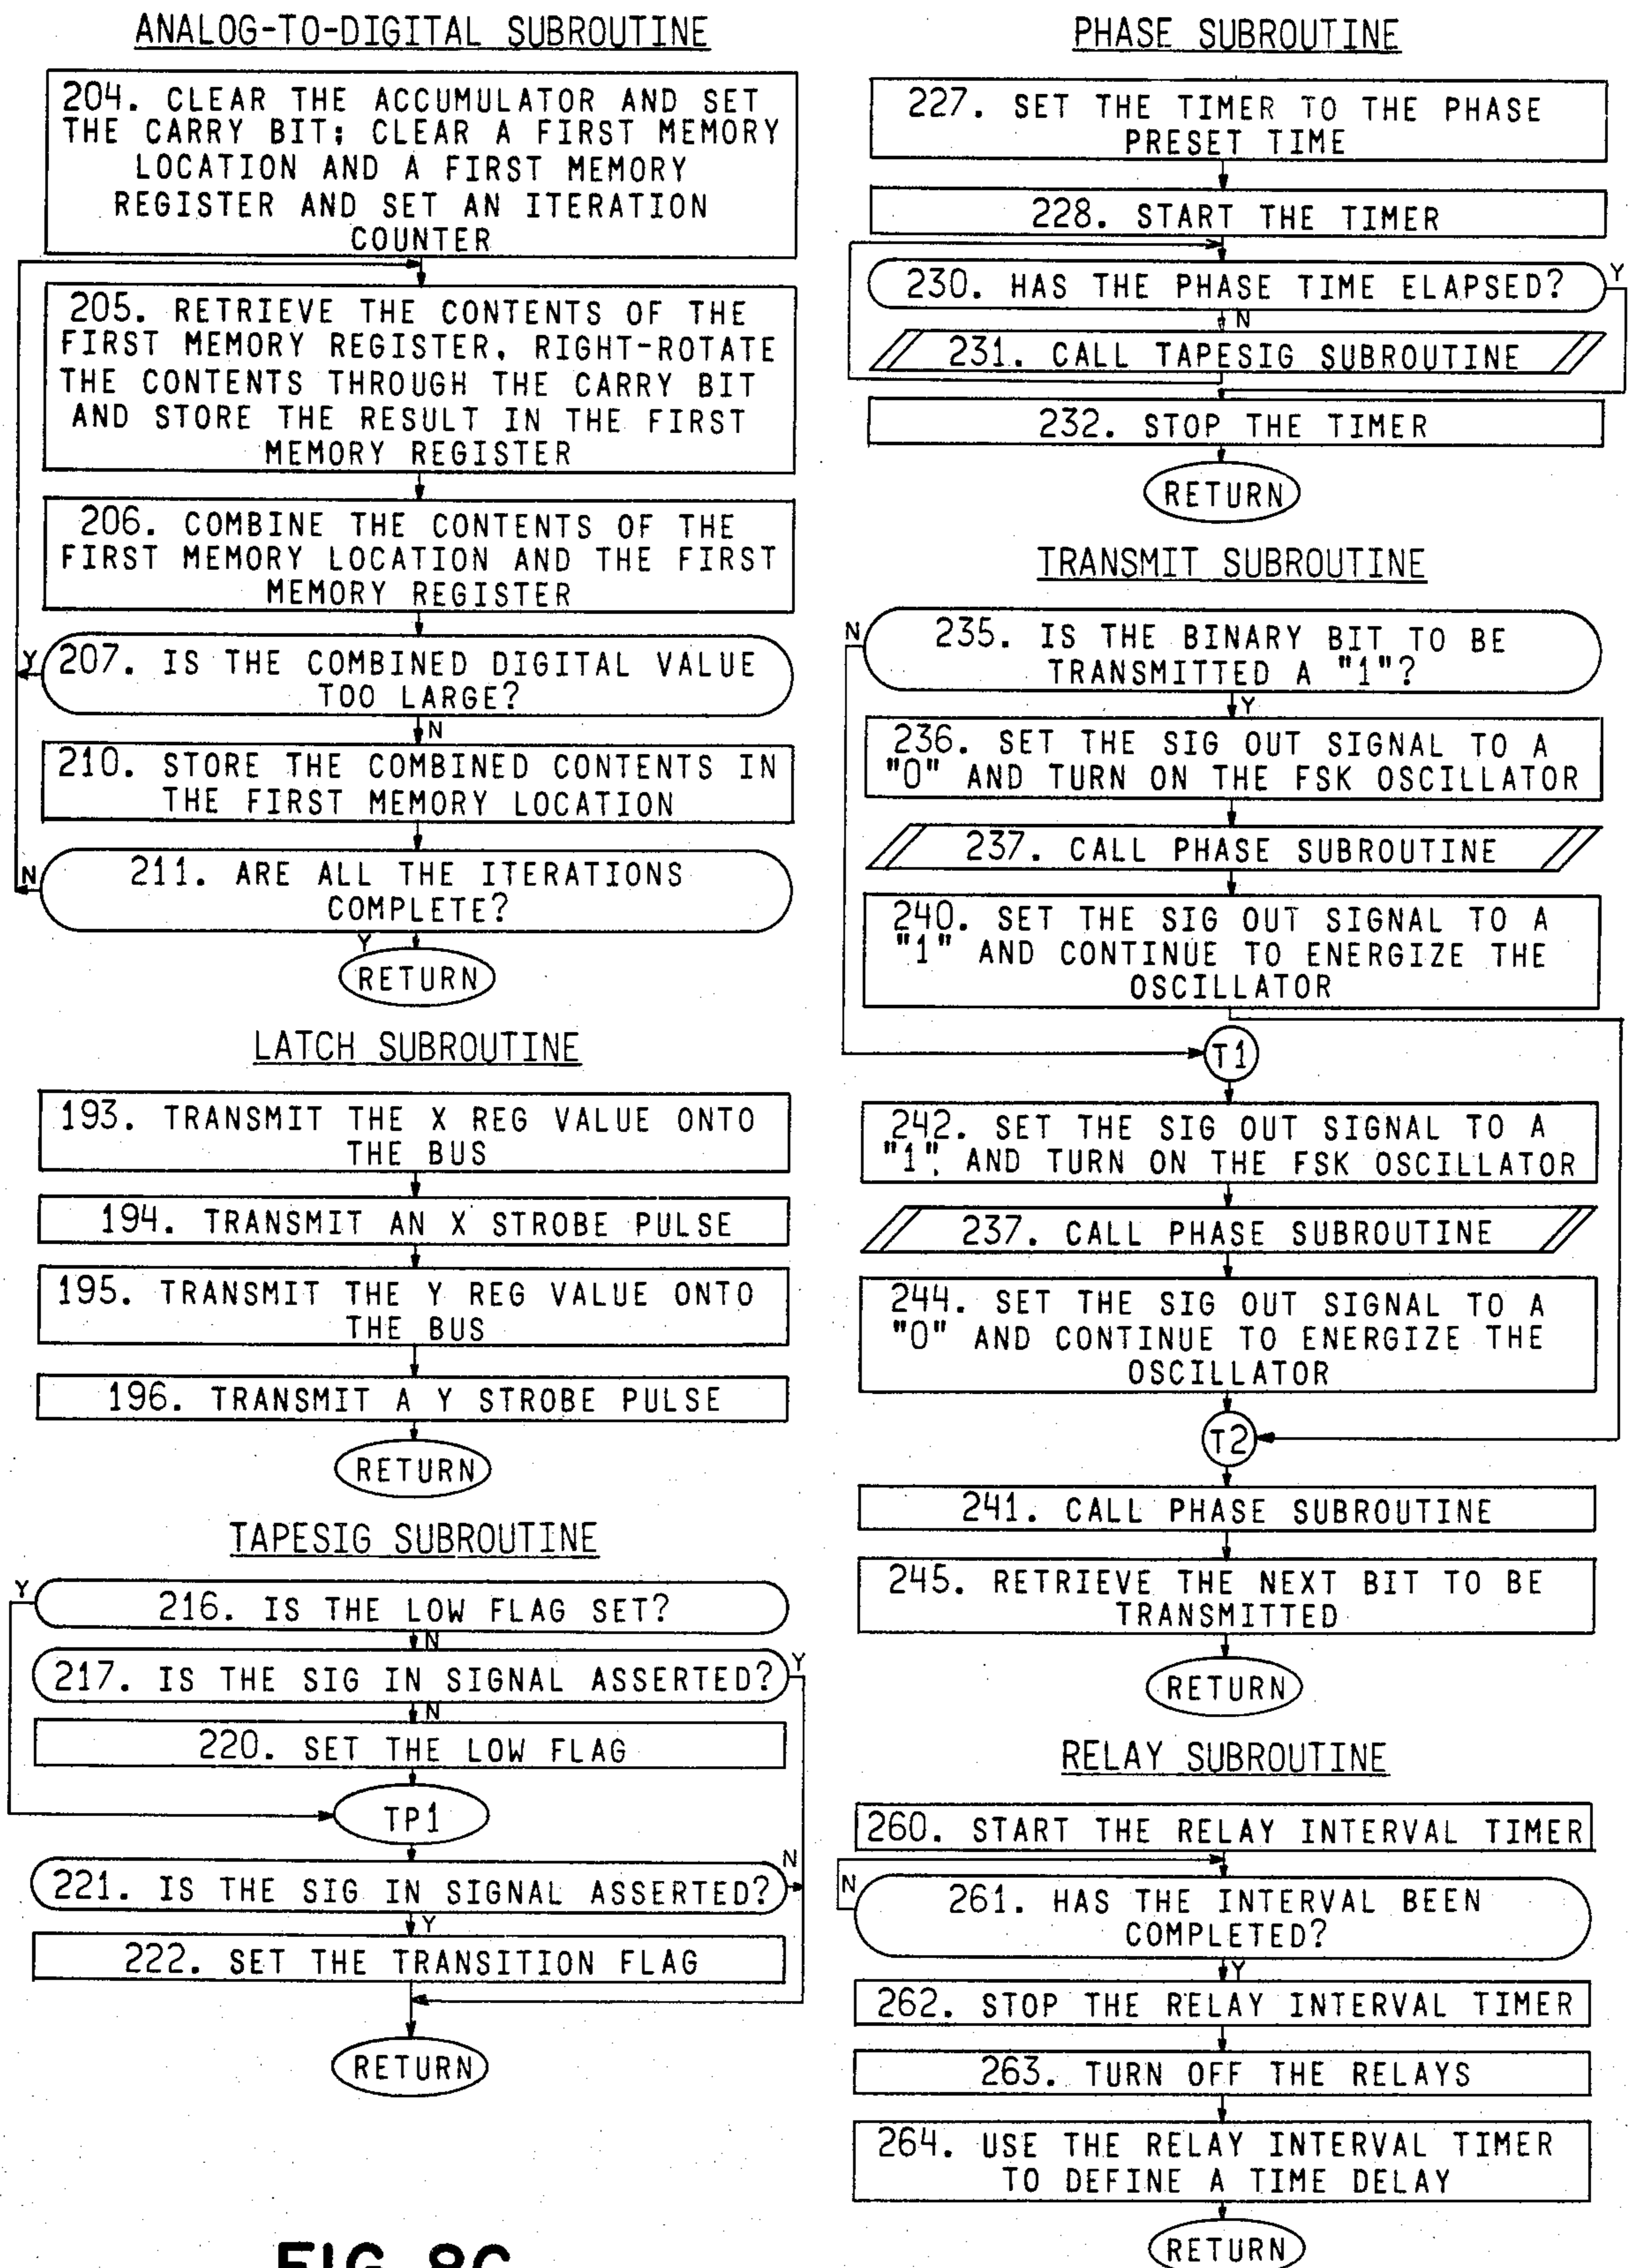 ANALOG-TO-DIGITAL SUBROUTINE
204. CLEAR THE ACCUMULATOR AND SET
THE CARRY BIT; CLEAR A FIRST MEMORY
LOCATION AND A FIRST MEMORY
REGISTER AND SET AN ITERATION
COUNTER
205. RETRIEVE THE CONTENTS OF THE
FIRST MEMORY REGISTER, RIGHT-ROTATE
THE CONTENTS THROUGH THE CARRY BIT
AND STORE THE RESULT IN THE FIRST
MEMORY REGISTER
206. COMBINE THE CONTENTS OF THE
FIRST MEMORY LOCATION AND THE FIRST
MEMORY REGISTER
Y
207. IS THE COMBINED DIGITAL VALUE
TOO LARGE?
N
210. STORE THE COMBINED CONTENTS IN
THE FIRST MEMORY LOCATION
N
211. ARE ALL THE ITERATIONS
COMPLETE?
Y
RETURN
LATCH SUBROUTINE
193. TRANSMIT THE X REG VALUE ONTO
THE BUS
194. TRANSMIT AN X STROBE PULSE
195. TRANSMIT THE Y REG VALUE ONTO
THE BUS
196. TRANSMIT A Y STROBE PULSE
RETURN
TAPESIG SUBROUTINE
Y
216. IS THE LOW FLAG SET?
N
217. IS THE SIG IN SIGNAL ASSERTED?
Y
N
220. SET THE LOW FLAG
TP1
N
221. IS THE SIG IN SIGNAL ASSERTED?
Y
222. SET THE TRANSITION FLAG
RETURN
PHASE SUBROUTINE
227. SET THE TIMER TO THE PHASE
PRESET TIME
228. START THE TIMER
230. HAS THE PHASE TIME ELAPSED?
Y
N
231. CALL TAPESIG SUBROUTINE
232. STOP THE TIMER
RETURN
TRANSMIT SUBROUTINE
N
235. IS THE BINARY BIT TO BE
TRANSMITTED A "1"?
Y
236. SET THE SIG OUT SIGNAL TO A
"0" AND TURN ON THE FSK OSCILLATOR
237. CALL PHASE SUBROUTINE
240. SET THE SIG OUT SIGNAL TO A
"1" AND CONTINUE TO ENERGIZE THE
OSCILLATOR
T1
242. SET THE SIG OUT SIGNAL TO A
"1" AND TURN ON THE FSK OSCILLATOR
237. CALL PHASE SUBROUTINE
244. SET THE SIG OUT SIGNAL TO A
"0" AND CONTINUE TO ENERGIZE THE
OSCILLATOR
T2
241. CALL PHASE SUBROUTINE
245. RETRIEVE THE NEXT BIT TO BE
TRANSMITTED
RETURN
RELAY SUBROUTINE
260. START THE RELAY INTERVAL TIMER
N
261. HAS THE INTERVAL BEEN
COMPLETED?
Y
262. STOP THE RELAY INTERVAL TIMER
263. TURN OFF THE RELAYS
264. USE THE RELAY INTERVAL TIMER
TO DEFINE A TIME DELAY
RETURN
FIG 8C